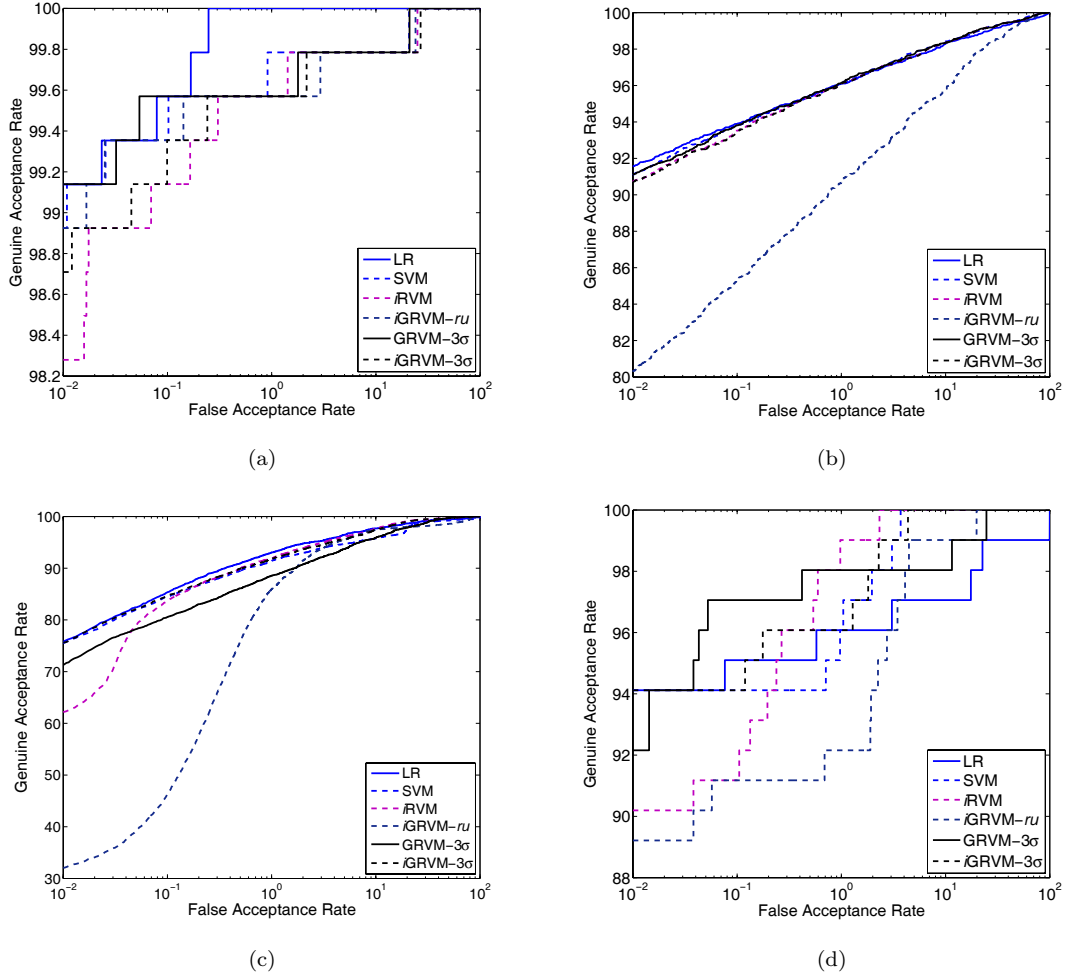 100
99.8
99.6
99.4
99.2
99
98.8
98.6
98.4
98.2
Genuine Acceptance Rate
10⁻²
10⁻¹
10⁰
10¹
10²
False Acceptance Rate
LR
SVM
iRVM
iGRVM−ru
GRVM−3σ
iGRVM−3σ
(a)
100
98
96
94
92
90
88
86
84
82
80
Genuine Acceptance Rate
10⁻²
10⁻¹
10⁰
10¹
10²
False Acceptance Rate
LR
SVM
iRVM
iGRVM−ru
GRVM−3σ
iGRVM−3σ
(b)
100
90
80
70
60
50
40
30
Genuine Acceptance Rate
10⁻²
10⁻¹
10⁰
10¹
10²
False Acceptance Rate
LR
SVM
iRVM
iGRVM−ru
GRVM−3σ
iGRVM−3σ
(c)
100
98
96
94
92
90
88
Genuine Acceptance Rate
10⁻²
10⁻¹
10⁰
10¹
10²
False Acceptance Rate
LR
SVM
iRVM
iGRVM−ru
GRVM−3σ
iGRVM−3σ
(d)